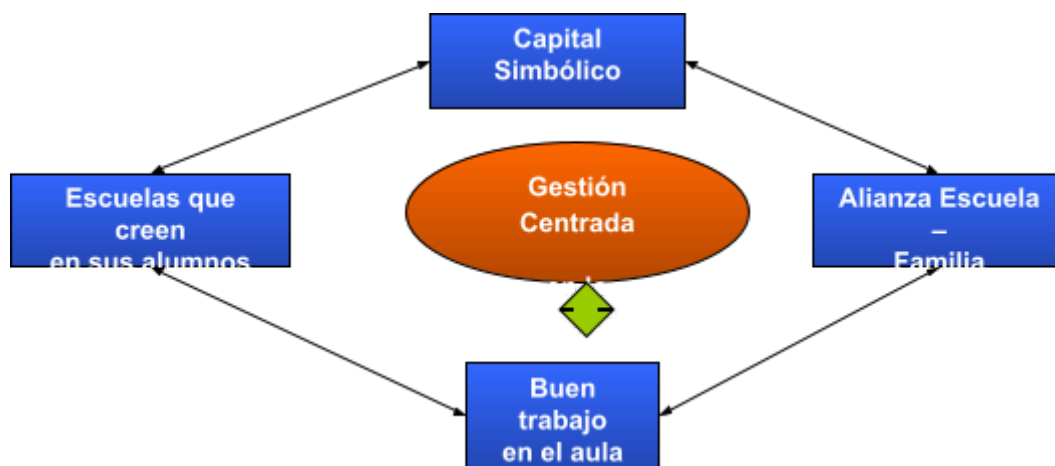 Capital
Simbólico
Escuelas que
creen
en sus alumnos
Gestión
Centrada
Alianza Escuela
–
Familia
Buen
trabajo
en el aula